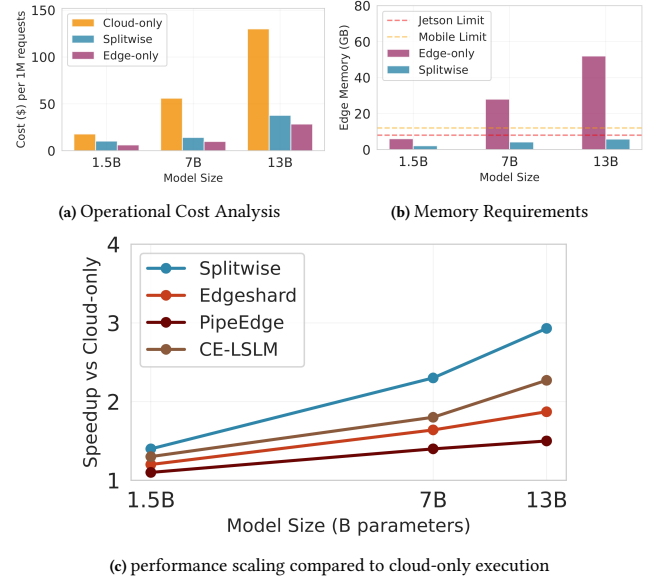 150
100
50
0
Cost ($) per 1M requests
Cloud-only
Splitwise
Edge-only
1.5B
7B
13B
Model Size
80
60
40
20
0
Edge Memory (GB)
Jetson Limit
Mobile Limit
Edge-only
Splitwise
1.5B
7B
13B
Model Size
(a) Operational Cost Analysis
(b) Memory Requirements
4
3
2
1
Speedup vs Cloud-only
Splitwise
Edgeshard
PipeEdge
CE-LSLM
1.5B
7B
13B
Model Size (B parameters)
(c) performance scaling compared to cloud-only execution